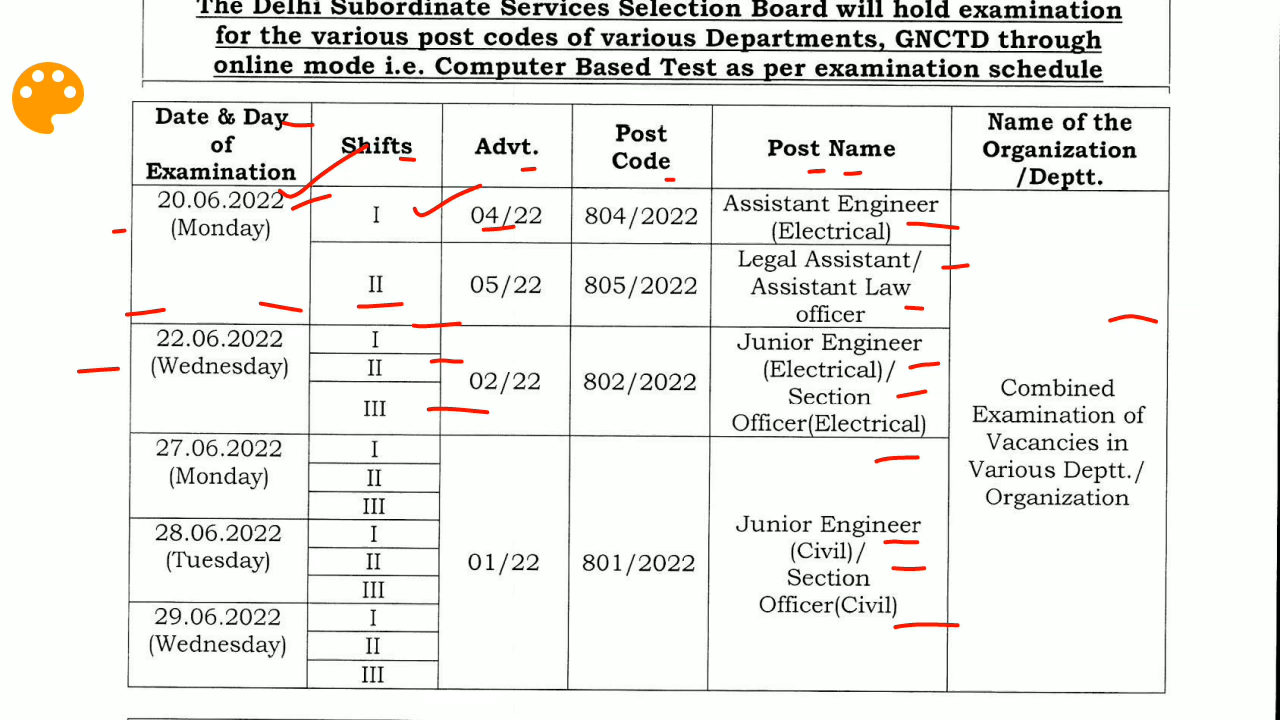 The Delhi Subordinate Services Selection Board will hold examination
for the various post codes of various Departments, GNCTD through
online mode i.e. Computer Based Test as per examination schedule
Date & Day
of
Examination
Shifts
Advt.
Post
Code
Post Name
Name of the
Organization
/Deptt.
20.06.2022
(Monday)
I
04/22
804/2022
Assistant Engineer
(Electrical)
II
05/22
805/2022
Legal Assistant/
Assistant Law
officer
22.06.2022
(Wednesday)
I
II
III
02/22
802/2022
Junior Engineer
(Electrical)/
Section
Officer(Electrical)
27.06.2022
(Monday)
I
II
III
28.06.2022
(Tuesday)
I
II
III
29.06.2022
(Wednesday)
I
II
III
01/22
801/2022
Junior Engineer
(Civil)/
Section
Officer(Civil)
Combined
Examination of
Vacancies in
Various Deptt./
Organization